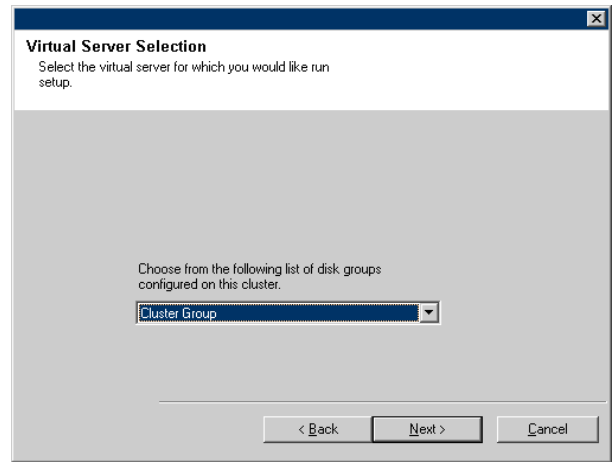 Virtual Server Selection
Select the virtual server for which you would like run
setup.
Choose from the following list of disk groups
configured on this cluster.
Cluster Group
< Back
Next >
Cancel